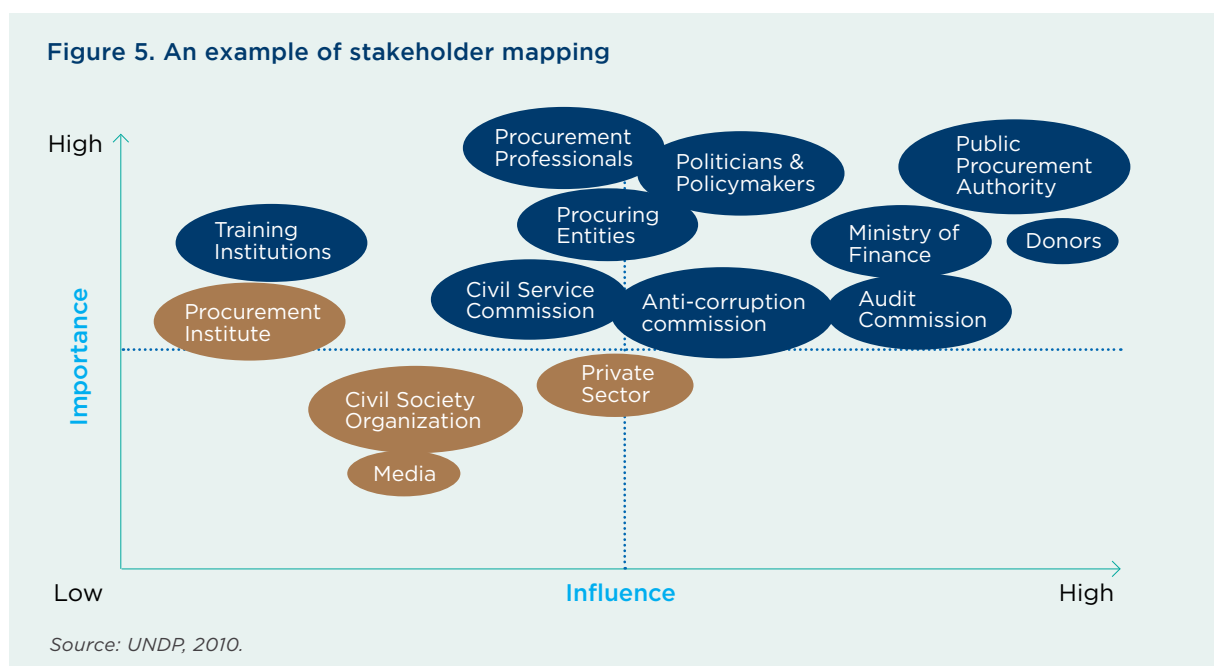 Figure 5. An example of stakeholder mapping
High
Procurement
Professionals
Politicians &
Policymakers
Public
Procurement
Authority
Training
Institutions
Procuring
Entities
Ministry of
Finance
Donors
Procurement
Institute
Civil Service
Commission
Anti-corruption
commission
Audit
Commission
Importance
Private
Sector
Civil Society
Organization
Media
Low
Influence
High
Source: UNDP, 2010.